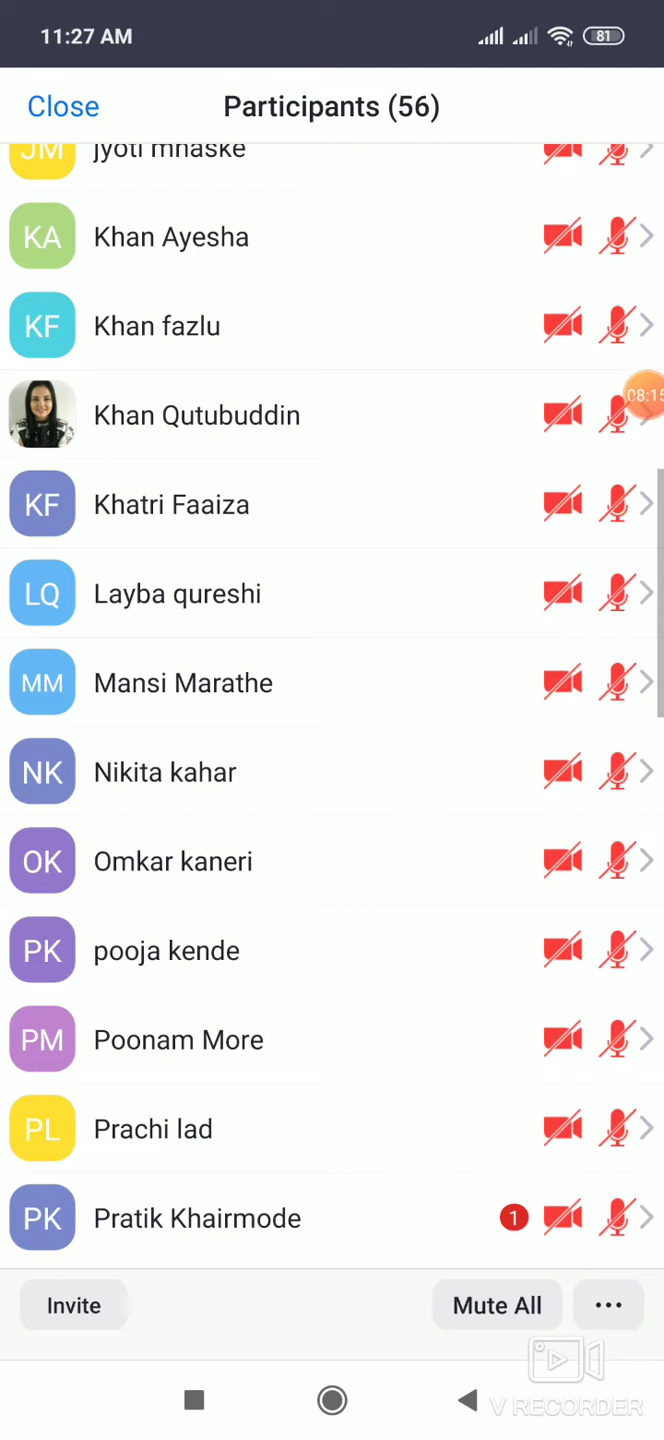 11:27 AM
81
Close
Participants (56)
JM jyoti mhaske
KA Khan Ayesha
KF Khan fazlu
Khan Qutubuddin
08:15
KF Khatri Faaiza
LQ Layba qureshi
MM Mansi Marathe
NK Nikita kahar
OK Omkar kaneri
PK pooja kende
PM Poonam More
PL Prachi lad
PK Pratik Khairmode 1
Invite
Mute All
...
V RECORDER